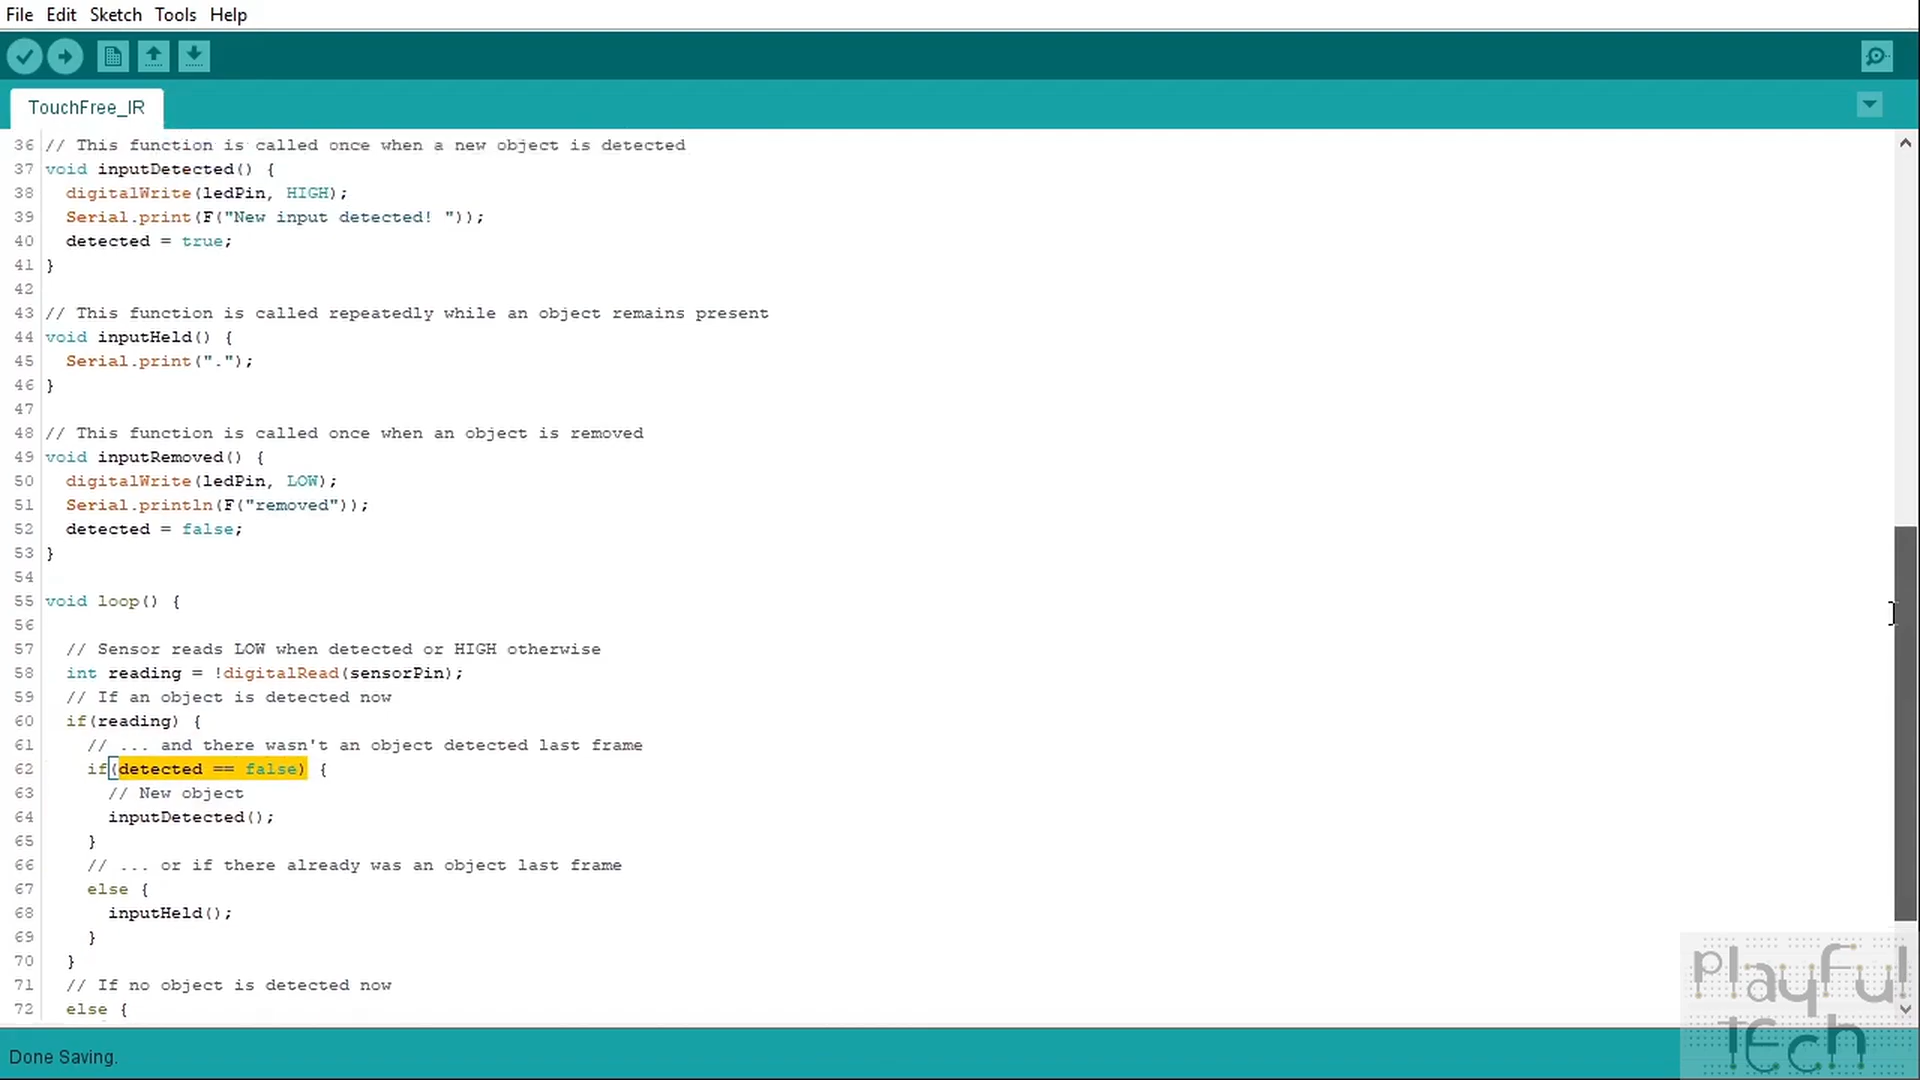 File Edit Sketch Tools Help
TouchFree_IR
36 // This function is called once when a new object is detected
37 void inputDetected() {
38   digitalWrite(ledPin, HIGH);
39   Serial.print(F("New input detected! "));
40   detected = true;
41 }
42
43 // This function is called repeatedly while an object remains present
44 void inputHeld() {
45   Serial.print(".");
46 }
47
48 // This function is called once when an object is removed
49 void inputRemoved() {
50   digitalWrite(ledPin, LOW);
51   Serial.println(F("removed"));
52   detected = false;
53 }
54
55 void loop() {
56
57   // Sensor reads LOW when detected or HIGH otherwise
58   int reading = !digitalRead(sensorPin);
59   // If an object is detected now
60   if(reading) {
61     // ... and there wasn't an object detected last frame
62     if(detected == false) {
63       // New object
64       inputDetected();
65     }
66     // ... or if there already was an object last frame
67     else {
68       inputHeld();
69     }
70   }
71   // If no object is detected now
72   else {
Done Saving.
playful
tech